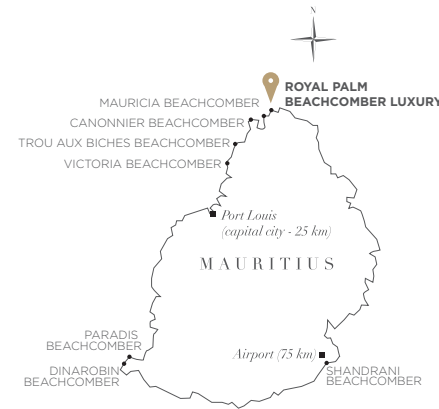 N
ROYAL PALM
BEACHCOMBER LUXURY
MAURICIA BEACHCOMBER
CANONNIER BEACHCOMBER
TROU AUX BICHES BEACHCOMBER
VICTORIA BEACHCOMBER
Port Louis
(capital city - 25 km)
MAURITIUS
PARADIS
BEACHCOMBER
DINAROBIN
BEACHCOMBER
Airport (75 km)
SHANDRANI
BEACHCOMBER